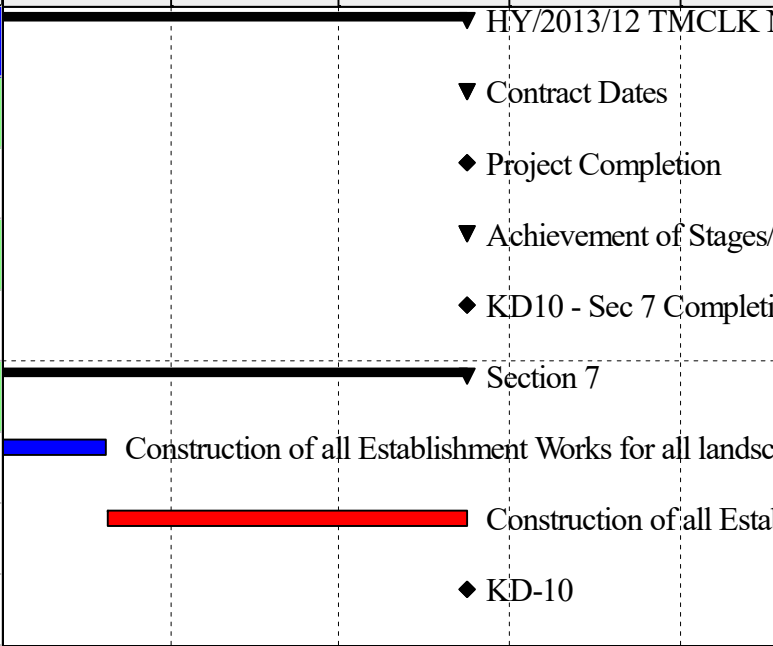 HY/2013/12 TMCLK
Contract Dates
Project Completion
Achievement of Stages/
KD10 - Sec 7 Completi
Section 7
Construction of all Establishment Works for all landsc
Construction of all Estab
KD-10